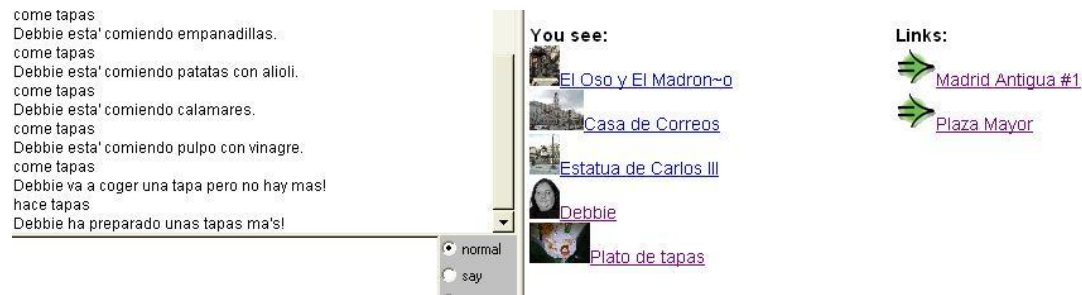 come tapas
Debbie esta' comiendo empanadillas.
come tapas
Debbie esta' comiendo patatas con alioli.
come tapas
Debbie esta' comiendo calamares.
come tapas
Debbie esta' comiendo pulpo con vinagre.
come tapas
Debbie va a coger una tapa pero no hay mas!
hace tapas
Debbie ha preparado unas tapas ma's!
normal
say
You see:
El Oso y El Madron~o
Casa de Correos
Estatua de Carlos III
Debbie
Plato de tapas
Links:
Madrid Antigua #1
Plaza Mayor